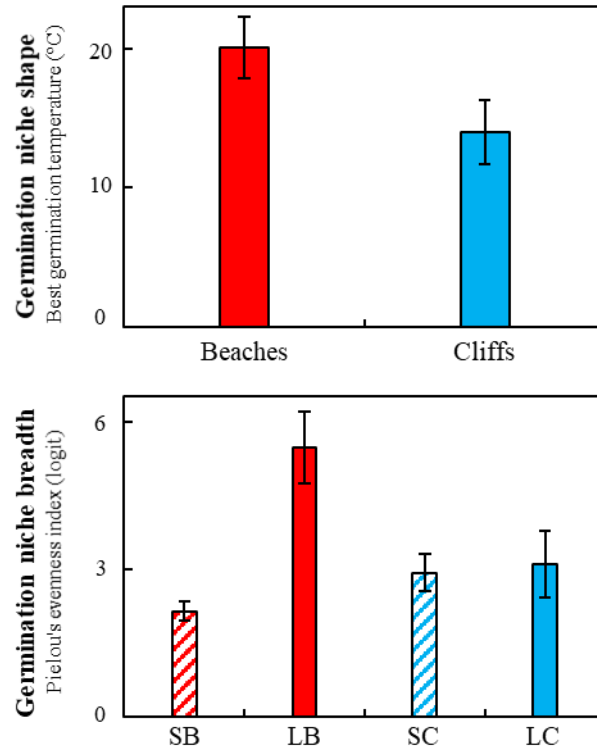 Germination niche shape
Best germination temperature (°C)
20
10
0
Beaches Cliffs
Germination niche breadth
Pielou's evenness index (logit)
6
3
0
SB LB SC LC